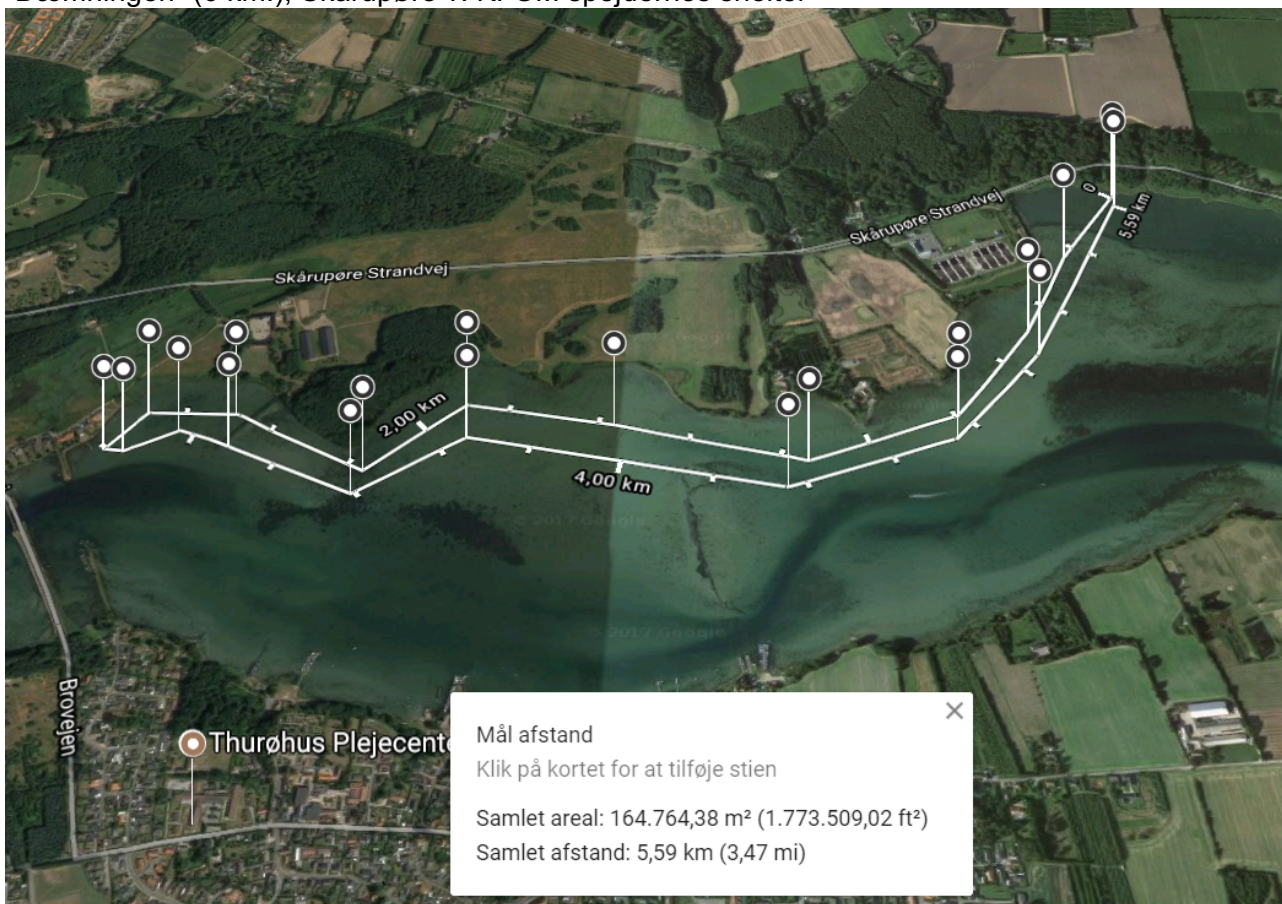 Skårupøre Strandvej
Skårupøre Strandvej
0
5,59 km
2,00 km
4,00 km
© 2017 Google
© 2017 Google
Brovejen
Thurøhus Plejecente
Mål afstand
Klik på kortet for at tilføje stien
Samlet areal: 164.764,38 m² (1.773.509,02 ft²)
Samlet afstand: 5,59 km (3,47 mi)